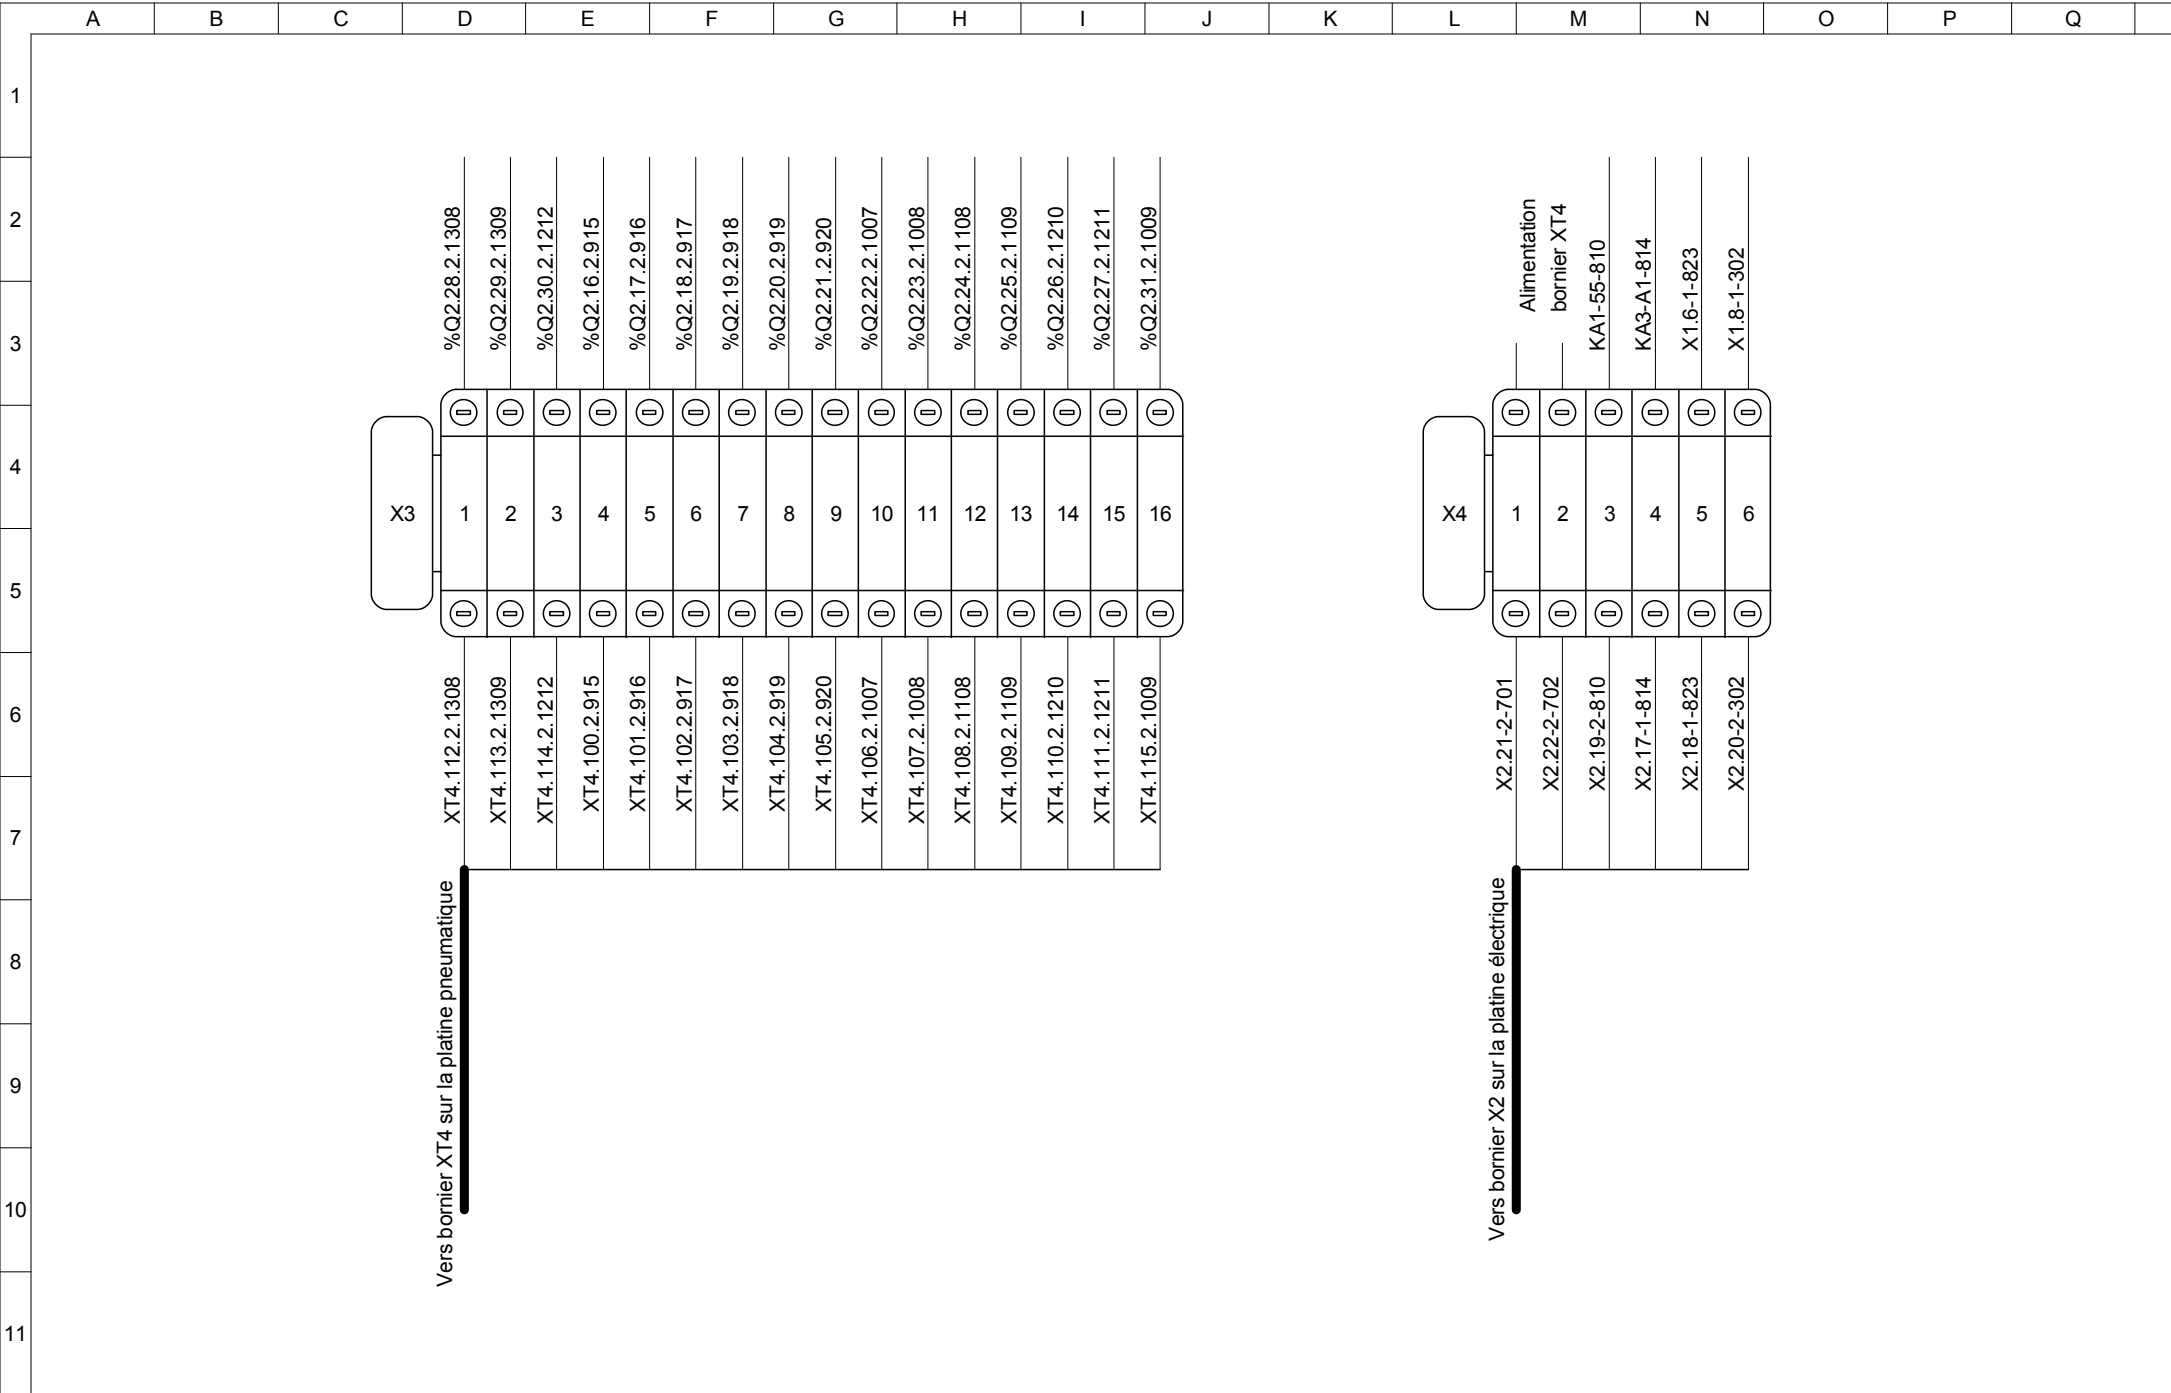 A B C D E F G H I J K L M N O P Q
1
2
3
4
5
6
7
8
9
10
11
%Q2.28.2.1308
%Q2.29.2.1309
%Q2.30.2.1212
%Q2.16.2.915
%Q2.17.2.916
%Q2.18.2.917
%Q2.19.2.918
%Q2.20.2.919
%Q2.21.2.920
%Q2.22.2.1007
%Q2.23.2.1008
%Q2.24.2.1108
%Q2.25.2.1109
%Q2.26.2.1210
%Q2.27.2.1211
%Q2.31.2.1009
X3 1 2 3 4 5 6 7 8 9 10 11 12 13 14 15 16
XT4.112.2.1308
XT4.113.2.1309
XT4.114.2.1212
XT4.100.2.915
XT4.101.2.916
XT4.102.2.917
XT4.103.2.918
XT4.104.2.919
XT4.105.2.920
XT4.106.2.1007
XT4.107.2.1008
XT4.108.2.1108
XT4.109.2.1109
XT4.110.2.1210
XT4.111.2.1211
XT4.115.2.1009
Vers bornier XT4 sur la platine pneumatique
Alimentation
bornier XT4
KA1-55-810
KA3-A1-814
X1.6-1-823
X1.8-1-302
X4 1 2 3 4 5 6
X2.21-2-701
X2.22-2-702
X2.19-2-810
X2.17-1-814
X2.18-1-823
X2.20-2-302
Vers bornier X2 sur la platine électrique